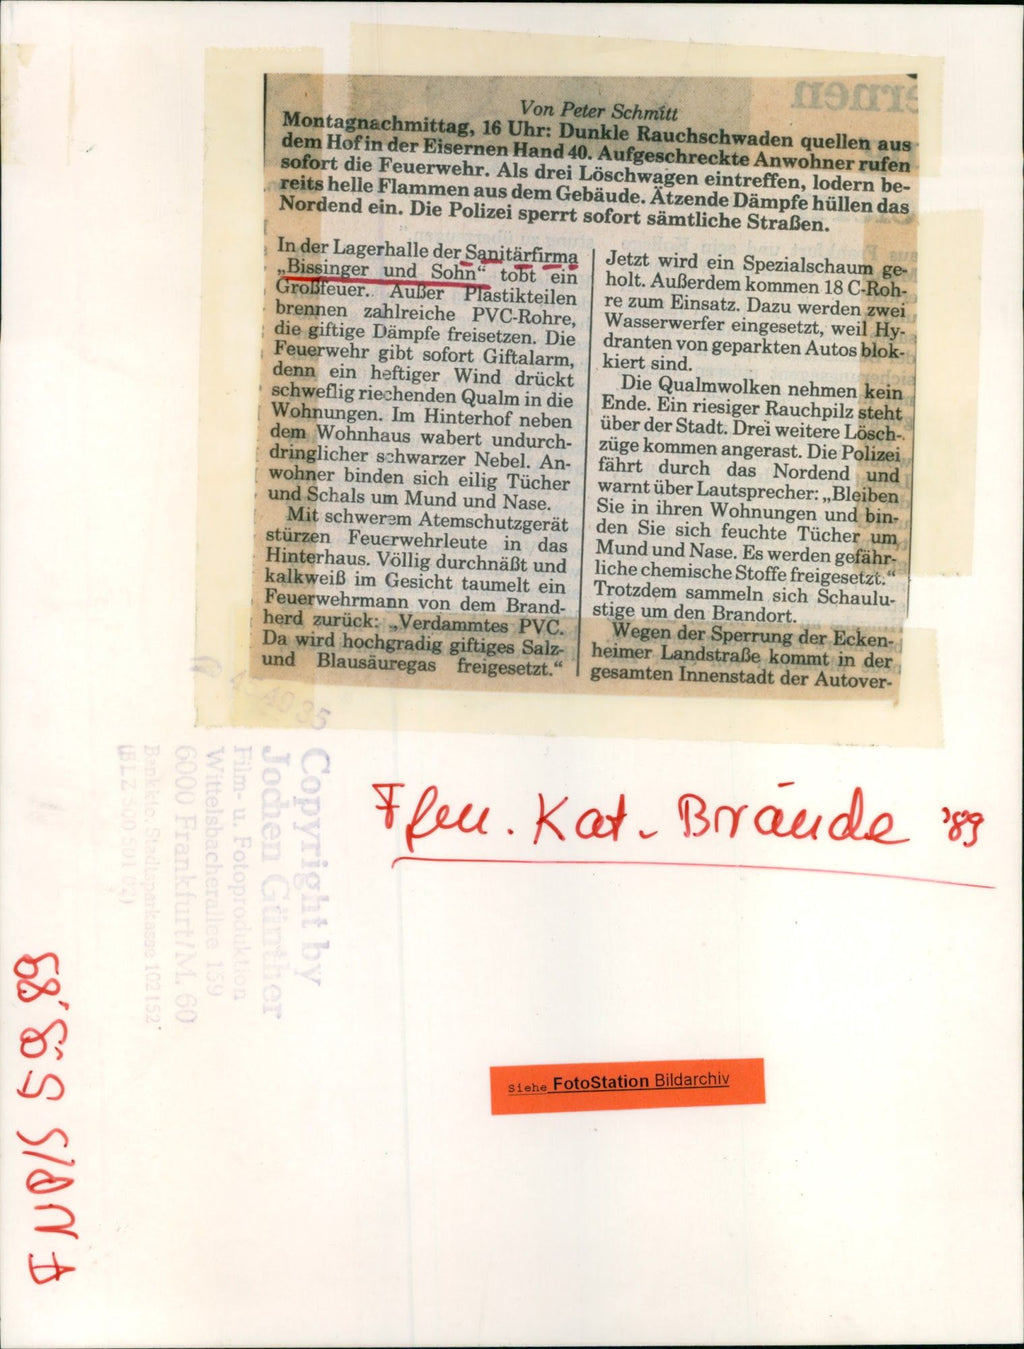 Von Peter Schmitt
Montagnachmittag, 16 Uhr: Dunkle Rauchschwaden quellen aus
dem Hof in der Eisernen Hand 40. Aufgeschreckte Anwohner rufen
sofort die Feuerwehr. Als drei Löschwagen eintreffen, lodern be-
reits helle Flammen aus dem Gebäude. Ätzende Dämpfe hüllen das
Nordend ein. Die Polizei sperrt sofort sämtliche Straßen.
In der Lagerhalle der Sanitärfirma
„Bissinger und Sohn“ tobt ein
Großfeuer. Außer Plastikteilen
brennen zahlreiche PVC-Rohre,
die giftige Dämpfe freisetzen. Die
Feuerwehr gibt sofort Giftalarm,
denn ein heftiger Wind drückt
schweflig riechenden Qualm in die
Wohnungen. Im Hinterhof neben
dem Wohnhaus wabert undurch-
dringlicher schwarzer Nebel. An-
wohner binden sich eilig Tücher
und Schals um Mund und Nase.
Mit schwerem Atemschutzgerät
stürzen Feuerwehrleute in das
Hinterhaus. Völlig durchnäßt und
kalkweiß im Gesicht taumelt ein
Feuerwehrmann von dem Brand-
herd zurück: „Verdammtes PVC.
Da wird hochgradig giftiges Salz-
und Blausäuregas freigesetzt.“
Jetzt wird ein Spezialschaum ge-
holt. Außerdem kommen 18 C-Roh-
re zum Einsatz. Dazu werden zwei
Wasserwerfer eingesetzt, weil Hy-
dranten von geparkten Autos blok-
kiert sind.
Die Qualmwolken nehmen kein
Ende. Ein riesiger Rauchpilz steht
über der Stadt. Drei weitere Lösch-
züge kommen angerast. Die Polizei
fährt durch das Nordend und
warnt über Lautsprecher: „Bleiben
Sie in ihren Wohnungen und bin-
den Sie sich feuchte Tücher um
Mund und Nase. Es werden gefähr-
liche chemische Stoffe freigesetzt.“
Trotzdem sammeln sich Schaulu-
stige um den Brandort.
Wegen der Sperrung der Ecken-
heimer Landstraße kommt in der
gesamten Innenstadt der Autover-
Copyright by
Jochen Günther
Film- u. Fotoproduktion
Wittelsbacherallee 139
6000 Frankfurt/M. 60
Bankkto. Stadtsparkasse 102152
(BLZ 500 501 02)
Ffm. Kat. Brände '89
Siehe FotoStation Bildarchiv